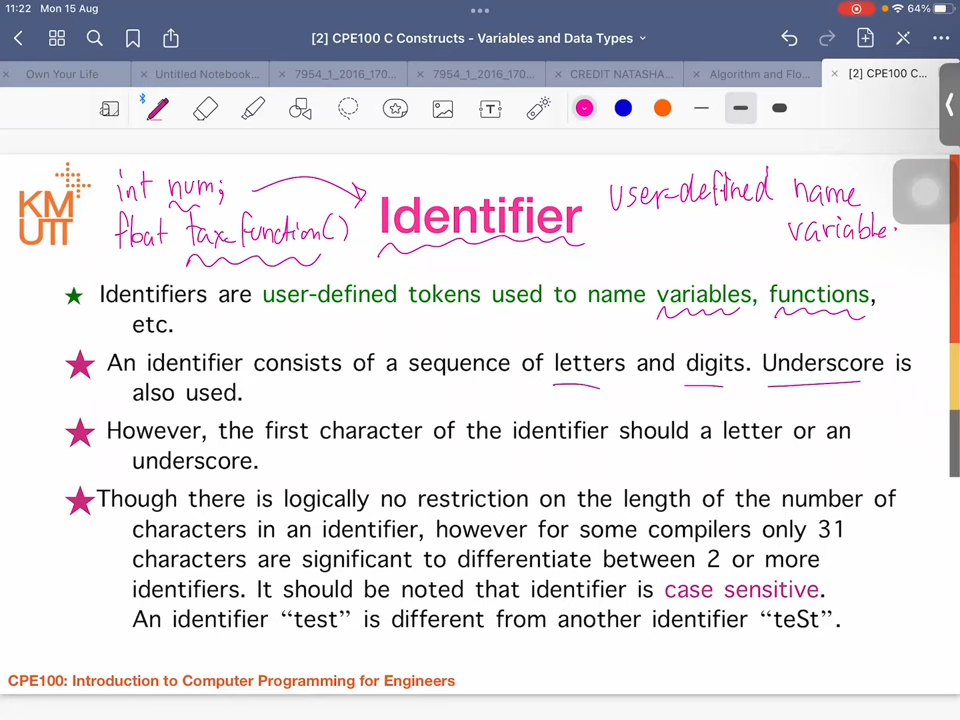 11:22 Mon 15 Aug
64%
[2] CPE100 C Constructs - Variables and Data Types
Own Your Life
Untitled Notebook...
7954_1_2016_170...
7954_1_2016_170...
CREDIT NATASHA...
Algorithm and Flo...
[2] CPE100 C...
T
KM
UTT
int num;
float tax function()
Identifier
user-defined name
variable.
Identifiers are user-defined tokens used to name variables, functions,
etc.
An identifier consists of a sequence of letters and digits. Underscore is
also used.
However, the first character of the identifier should a letter or an
underscore.
Though there is logically no restriction on the length of the number of
characters in an identifier, however for some compilers only 31
characters are significant to differentiate between 2 or more
identifiers. It should be noted that identifier is case sensitive.
An identifier “test” is different from another identifier “teSt”.
CPE100: Introduction to Computer Programming for Engineers